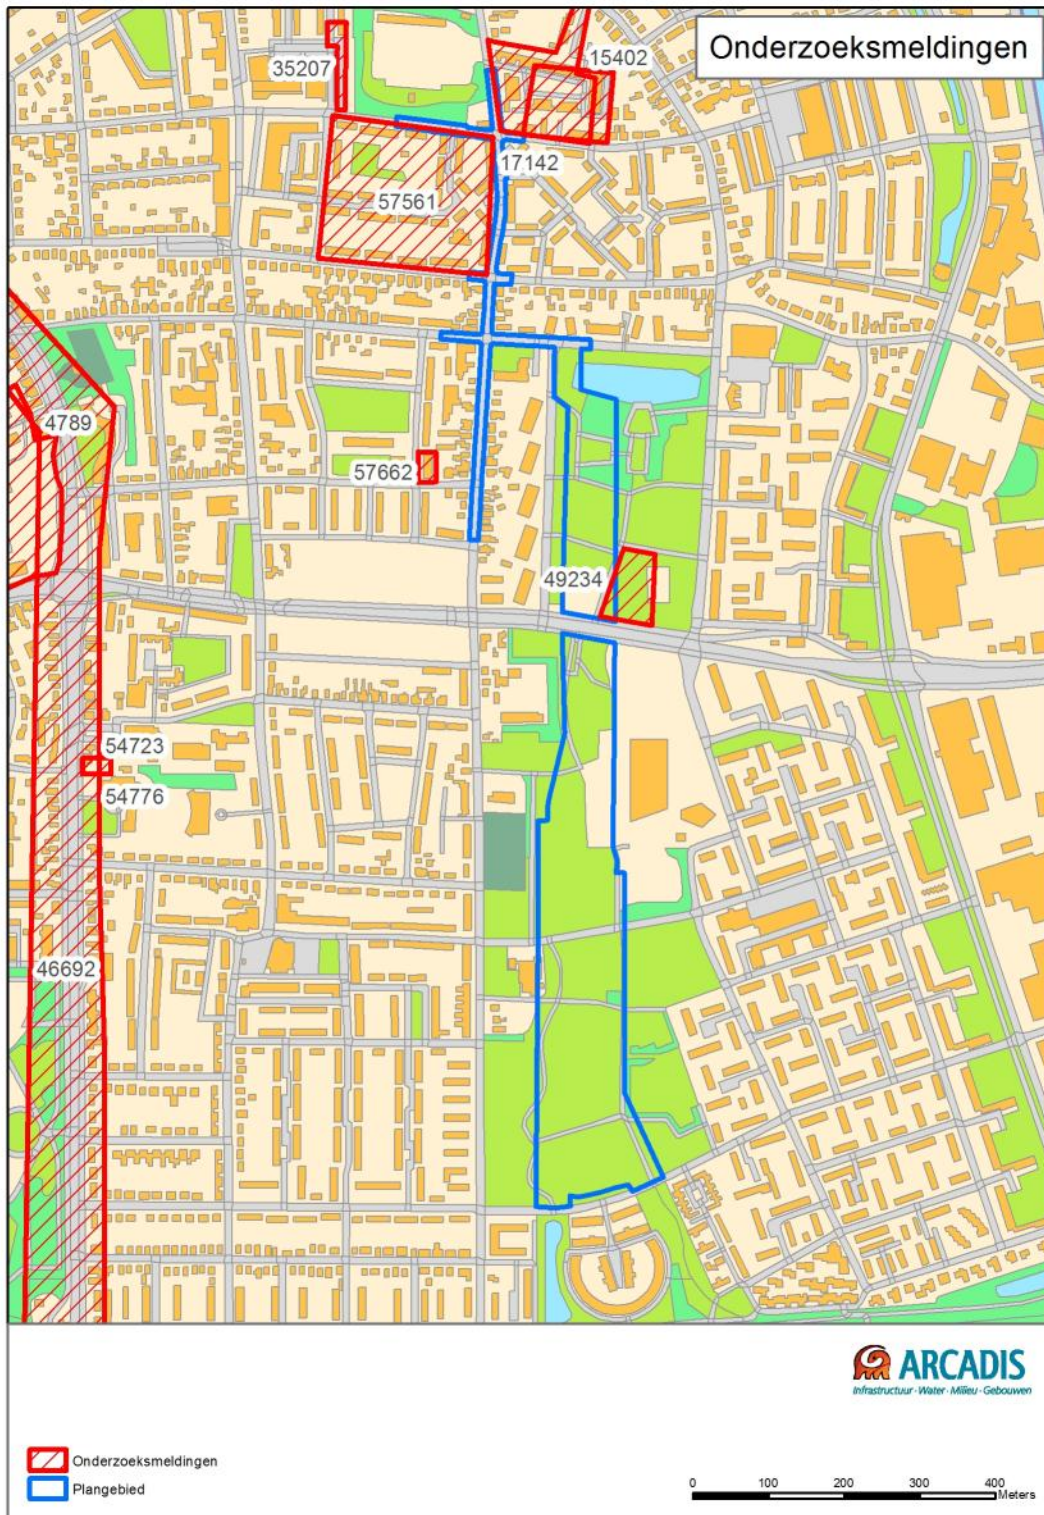 Onderzoeksmeldingen
15402
35207
17142
57561
4789
57662
49234
54723
54776
46692
ARCADIS
Infrastructuur · Water · Milieu · Gebouwen
Onderzoeksmeldingen
Plangebied
0 100 200 300 400
Meters